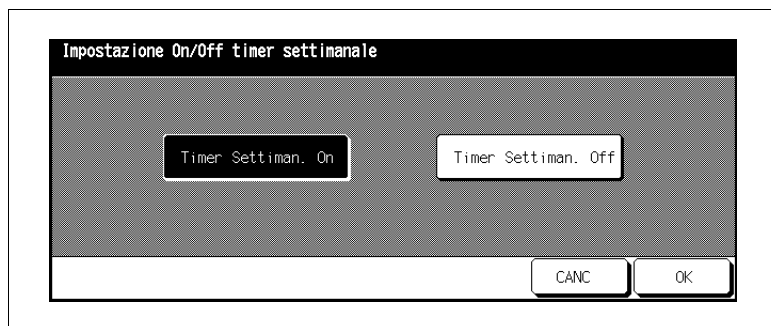 Impostazione On/Off timer settimanale
Timer Settiman. On
Timer Settiman. Off
CANC
OK